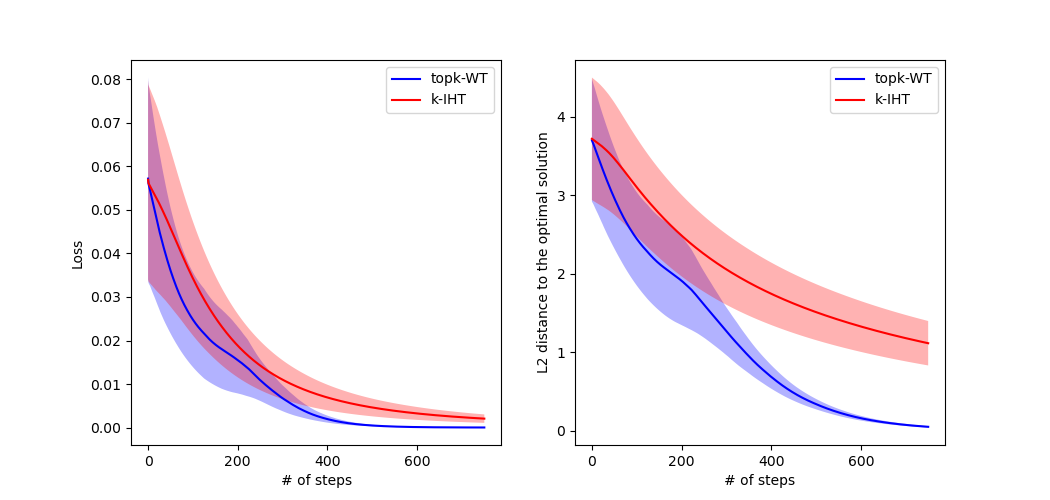 topk-WT
k-IHT
0.08
0.07
0.06
0.05
0.04
0.03
0.02
0.01
0.00
Loss
0
200
400
600
# of steps
topk-WT
k-IHT
4
3
2
1
0
L2 distance to the optimal solution
0
200
400
600
# of steps